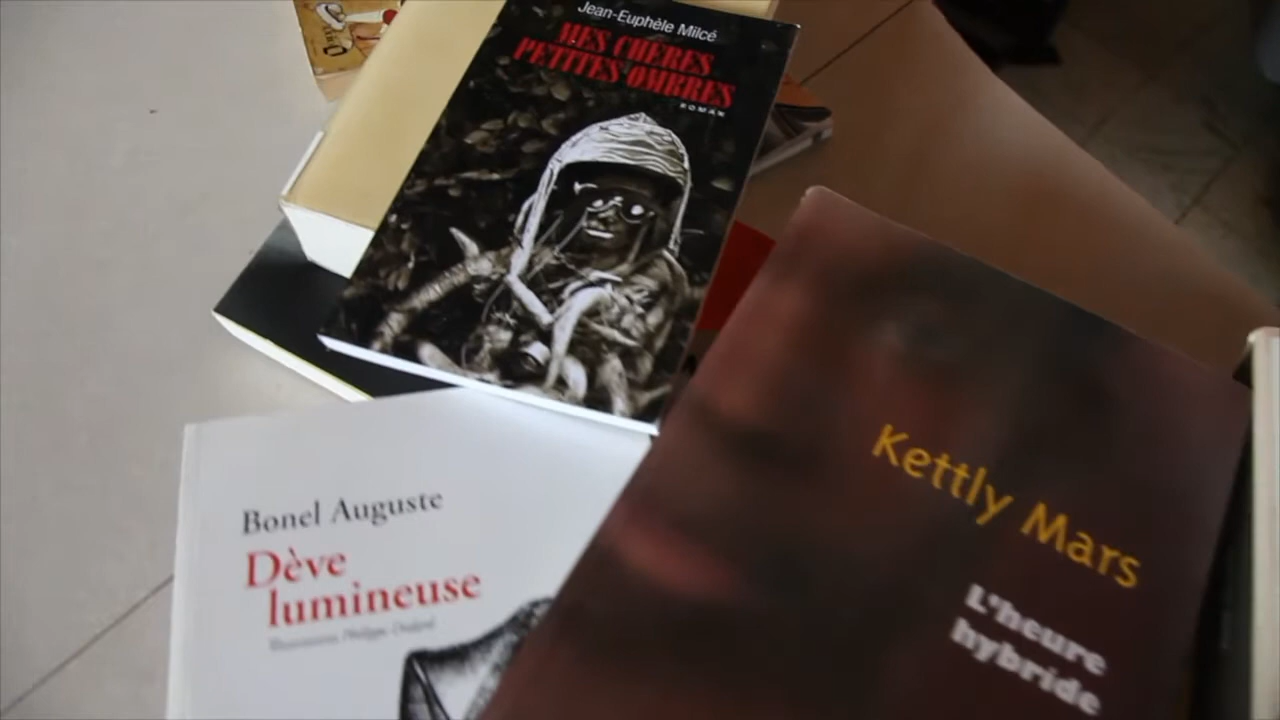 Jean-Euphèle Milcé
MES CHÈRES
PETITES OMBRES
ROMAN
Kettly Mars
L'heure
hybride
Bonel Auguste
Dève
lumineuse